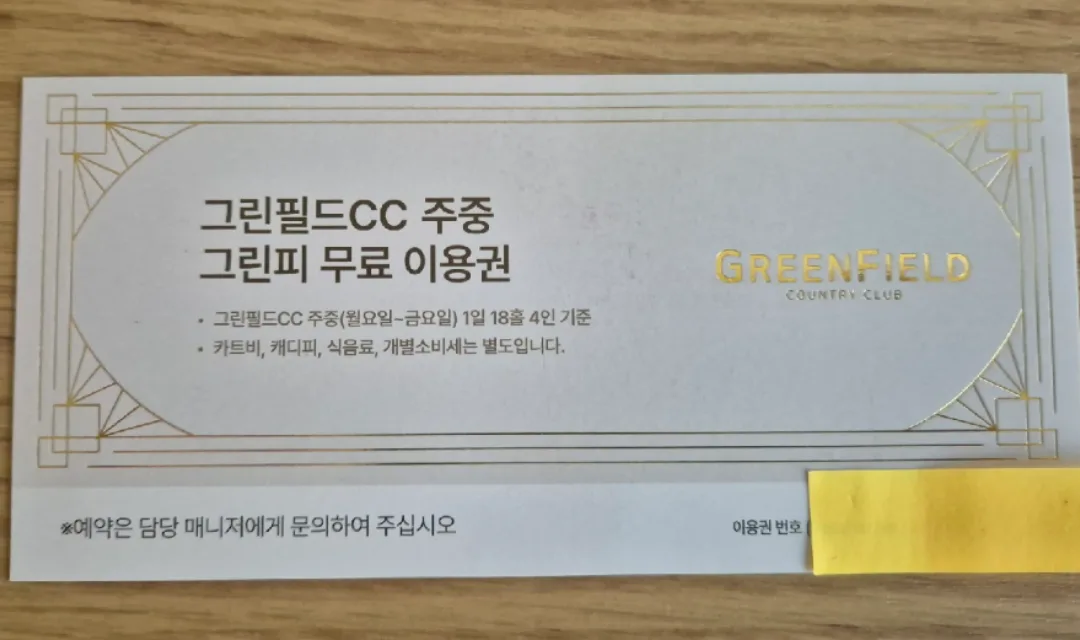 그린필드CC 주중
그린피 무료 이용권
• 그린필드CC 주중(월요일~금요일) 1일 18홀 4인 기준
• 카트비, 캐디피, 식음료, 개별소비세는 별도입니다.
GREENFIELD
COUNTRY CLUB
※예약은 담당 매니저에게 문의하여 주십시오
이용권 번호 |